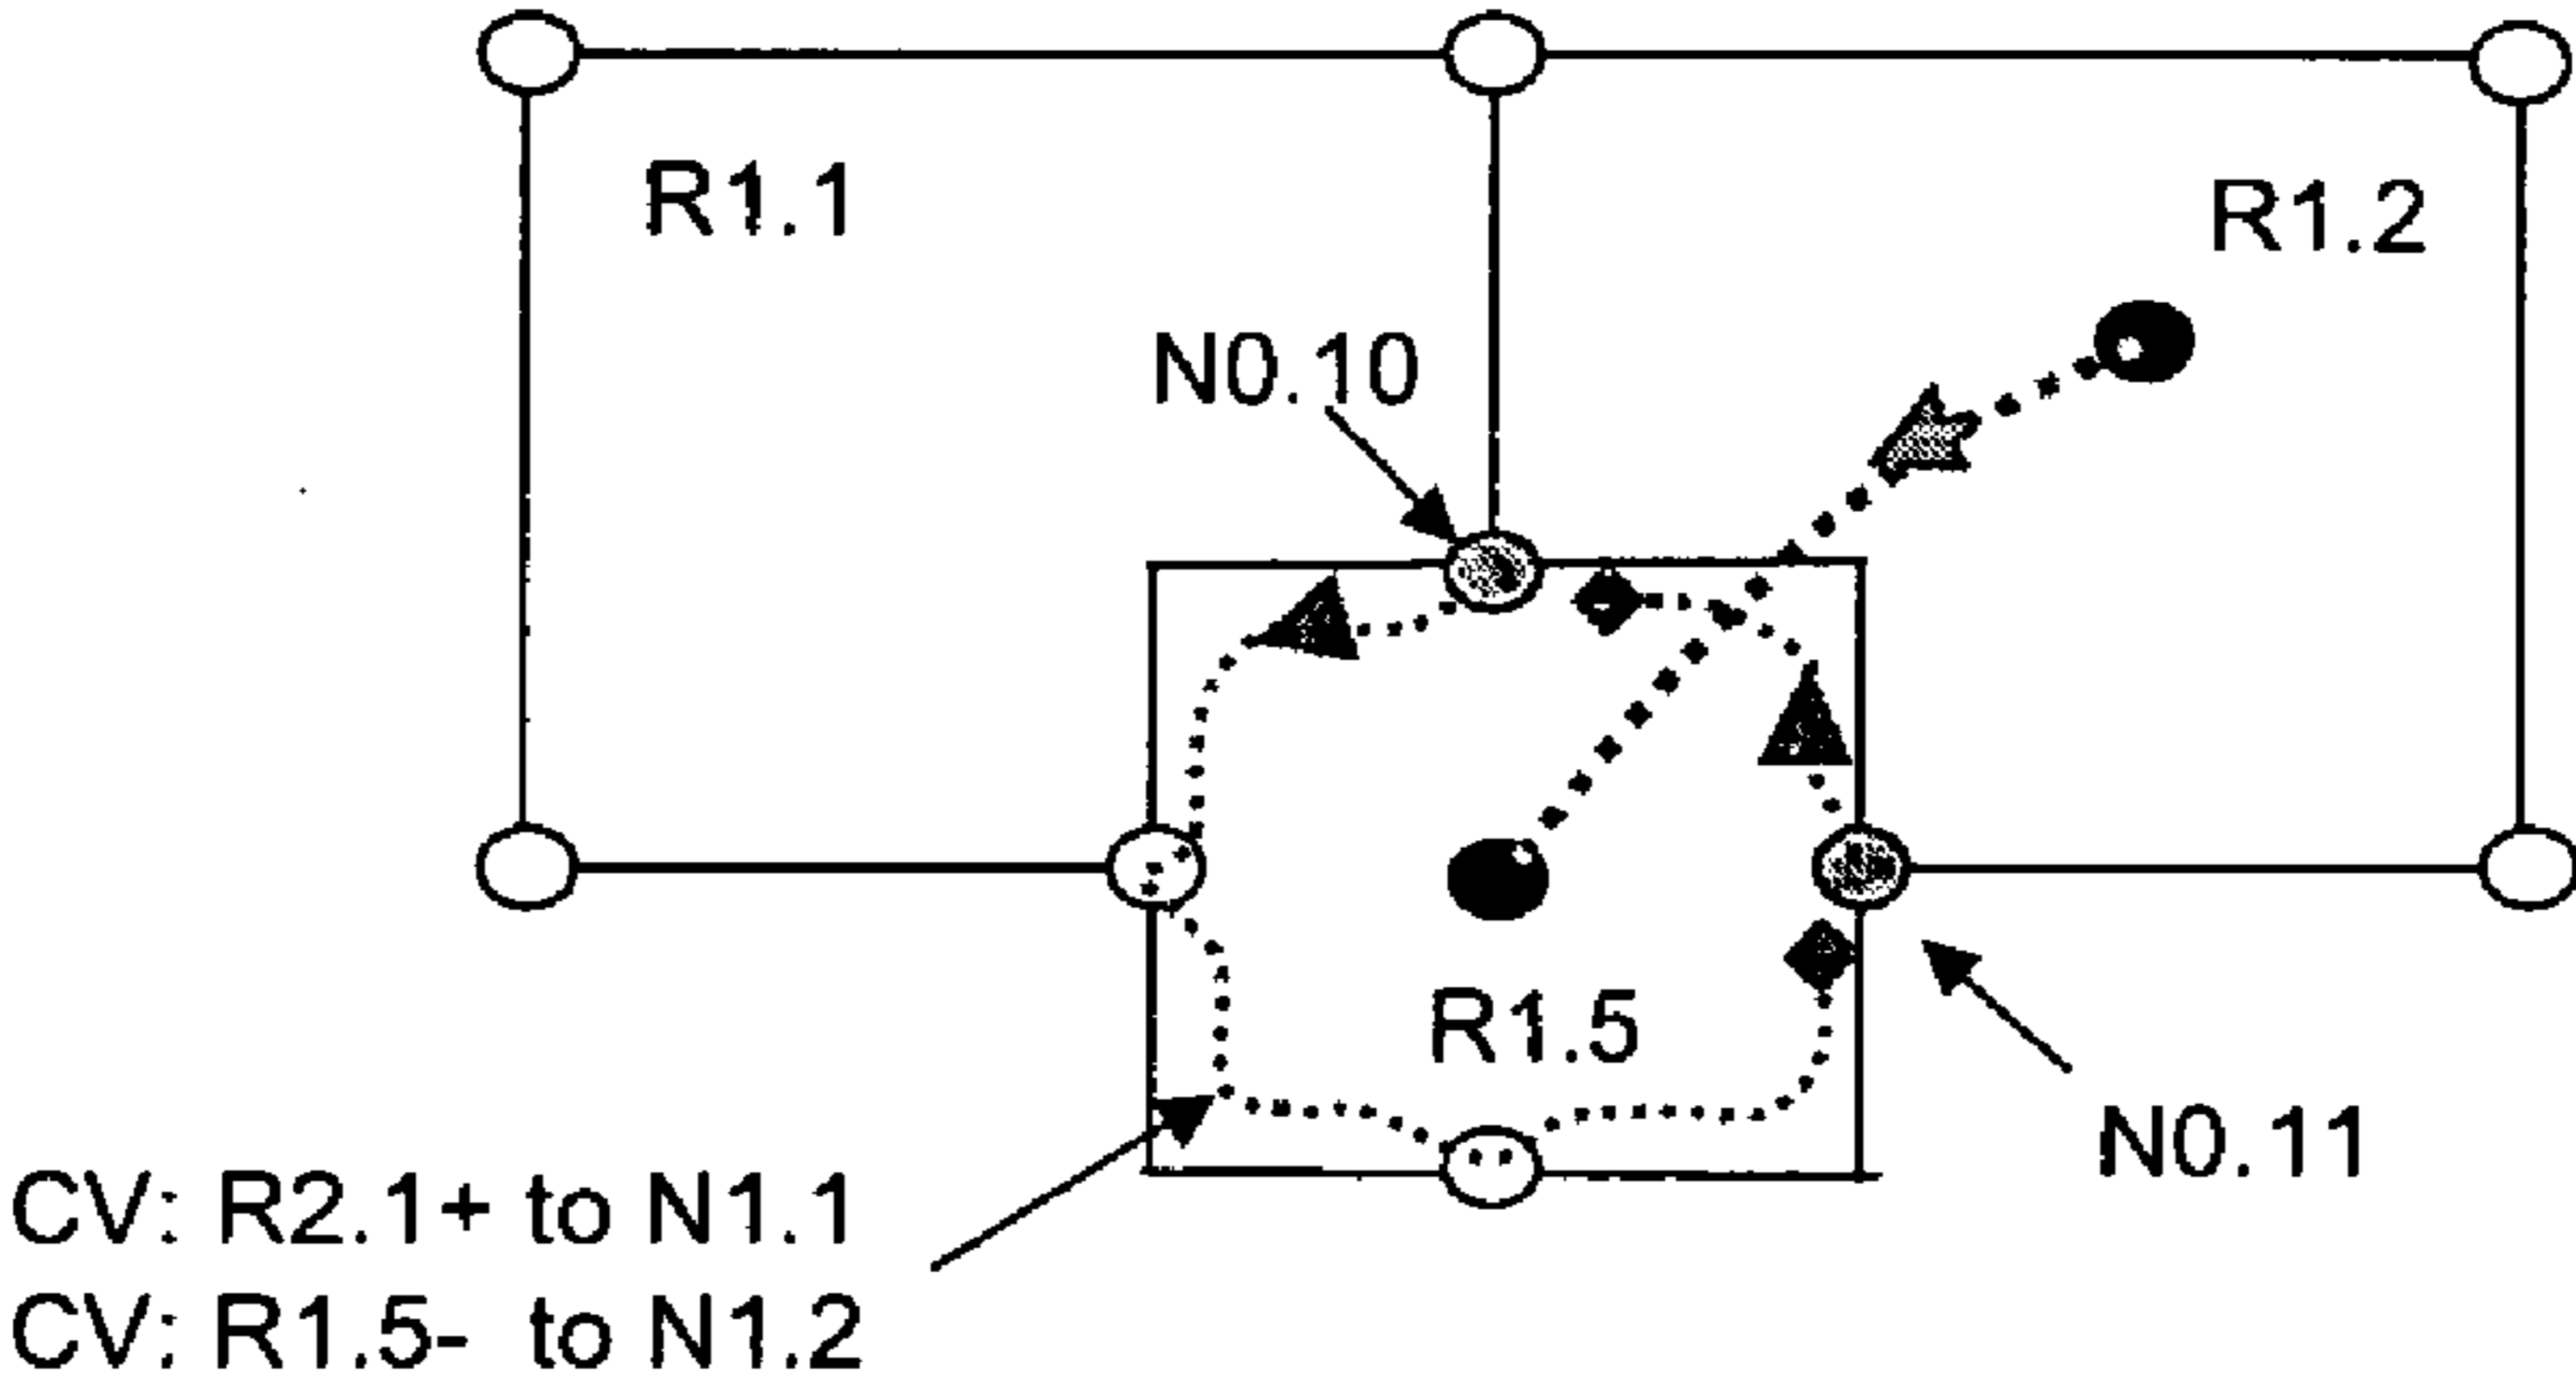 R1.1
R1.2
N0.10
R1.5
N0.11
CV: R2.1+ to N1.1
CV: R1.5- to N1.2